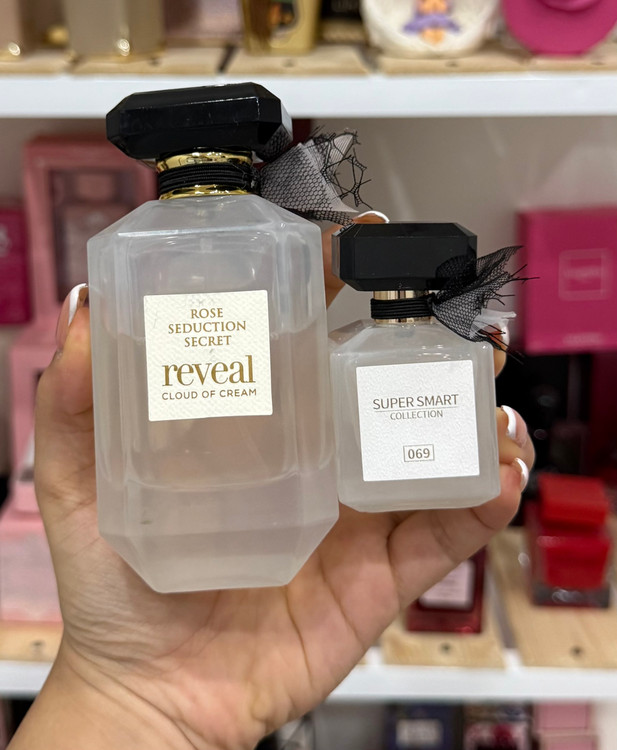 ROSE
SEDUCTION
SECRET
reveal
CLOUD OF CREAM
SUPER SMART
COLLECTION
069